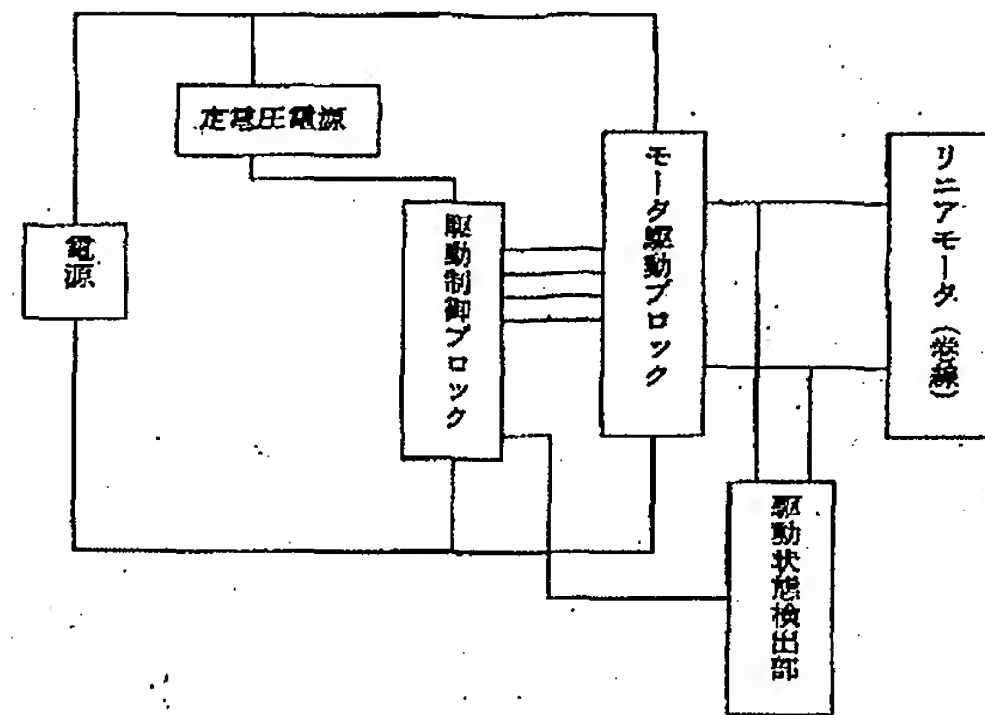 電源
定電圧電源
駆動制御ブロック
モータ駆動ブロック
リニアモータ（巻線）
駆動状態検出部